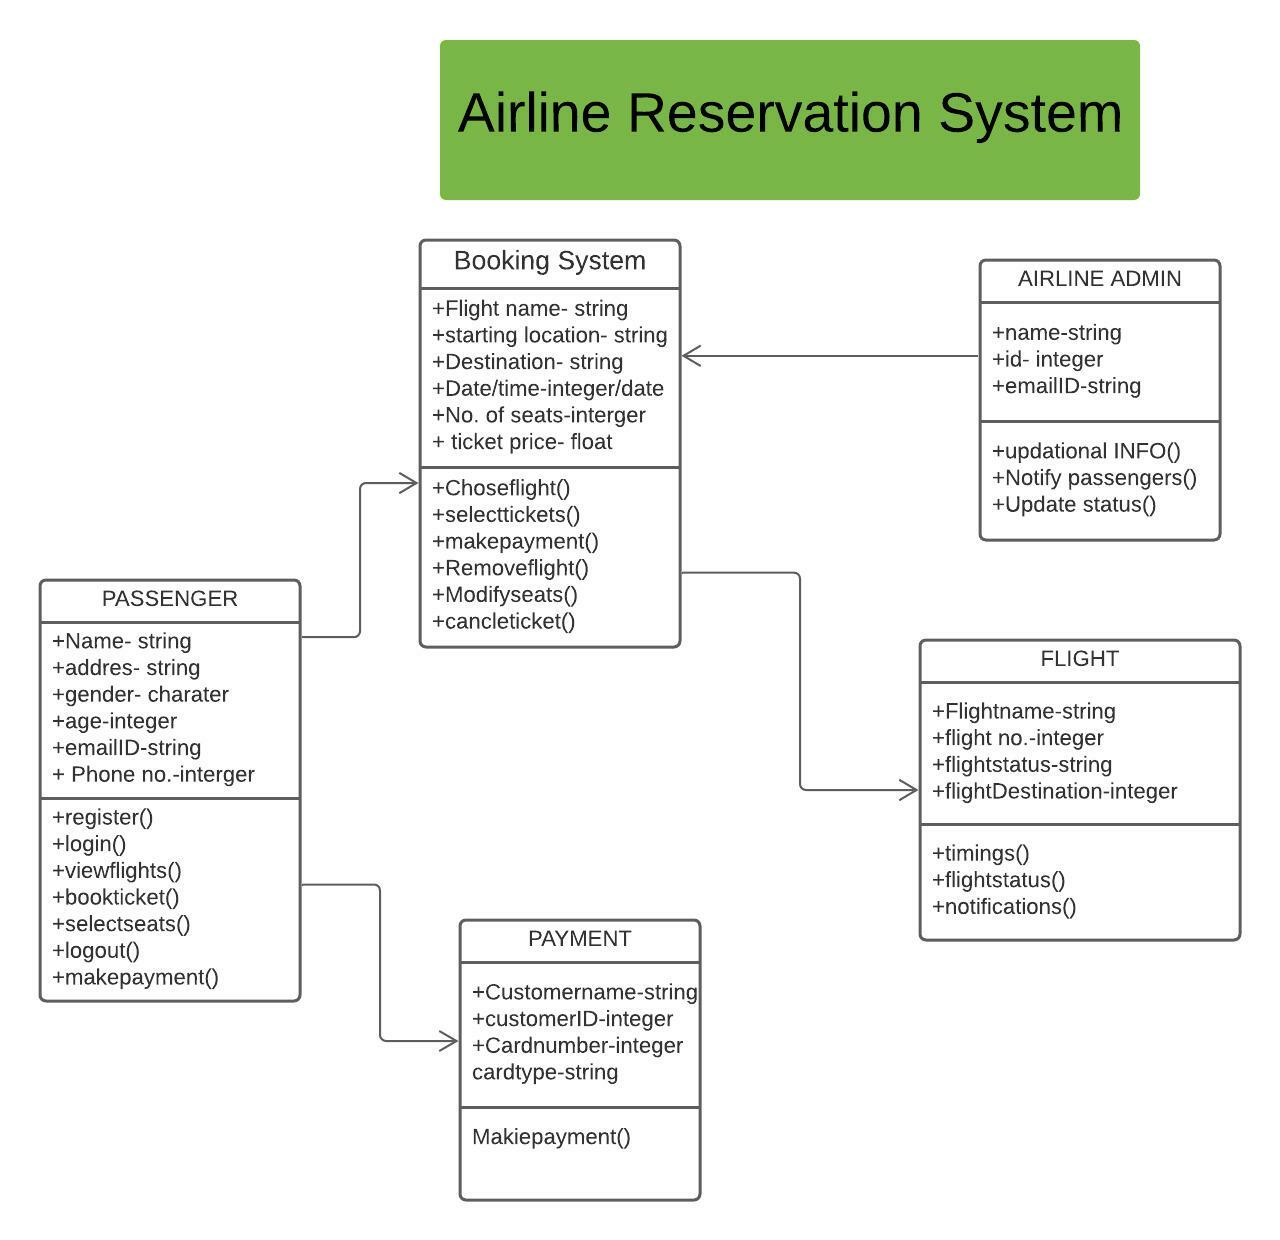 Airline Reservation System
Booking System
+Flight name- string
+starting location- string
+Destination- string
+Date/time-integer/date
+No. of seats-interger
+ ticket price- float
+Choseflight()
+selecttickets()
+makepayment()
+Removeflight()
+Modifyseats()
+cancleticket()
AIRLINE ADMIN
+name-string
+id- integer
+emailID-string
+updational INFO()
+Notify passengers()
+Update status()
PASSENGER
+Name- string
+addres- string
+gender- charater
+age-integer
+emailID-string
+ Phone no.-interger
+register()
+login()
+viewflights()
+bookticket()
+selectseats()
+logout()
+makepayment()
FLIGHT
+Flightname-string
+flight no.-integer
+flightstatus-string
+flightDestination-integer
+timings()
+flightstatus()
+notifications()
PAYMENT
+Customername-string
+customerID-integer
+Cardnumber-integer
cardtype-string
Makiepayment()